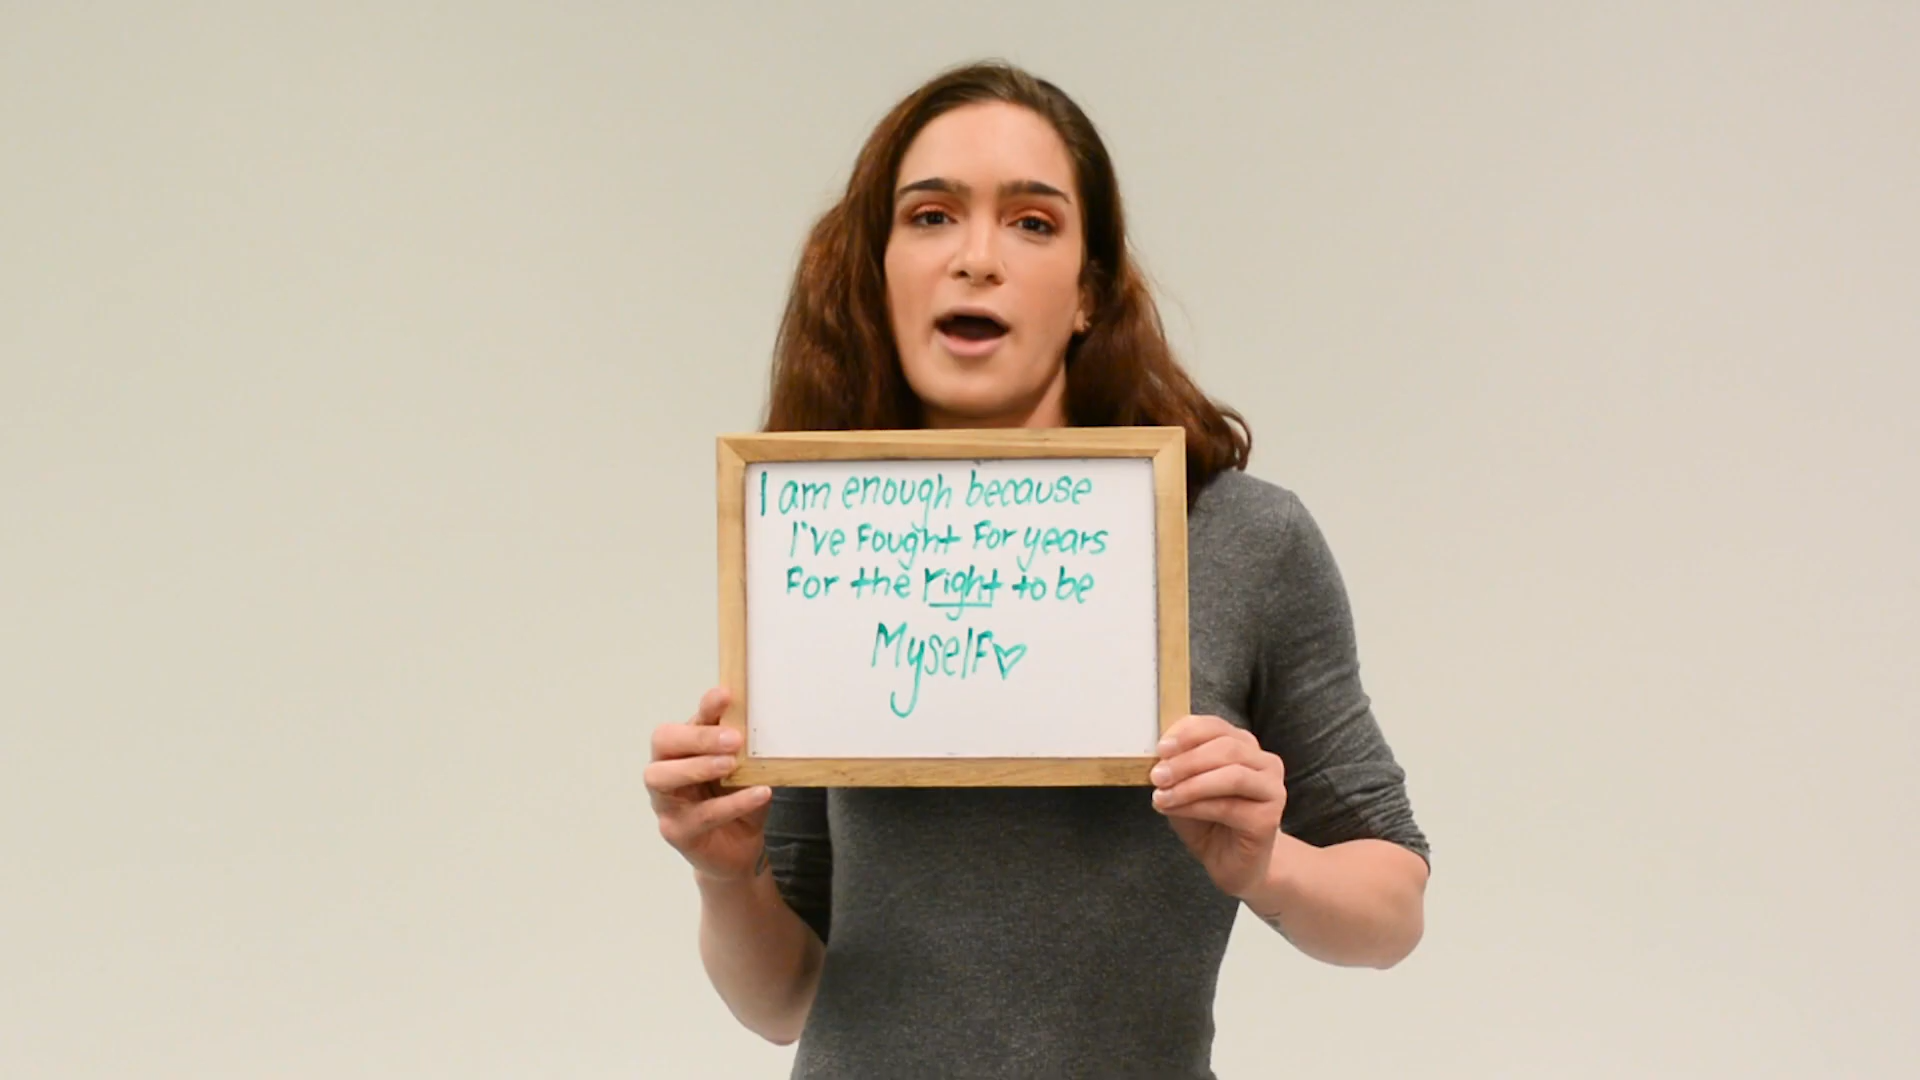 I am enough because
I've fought for years
for the right to be
Myself♡